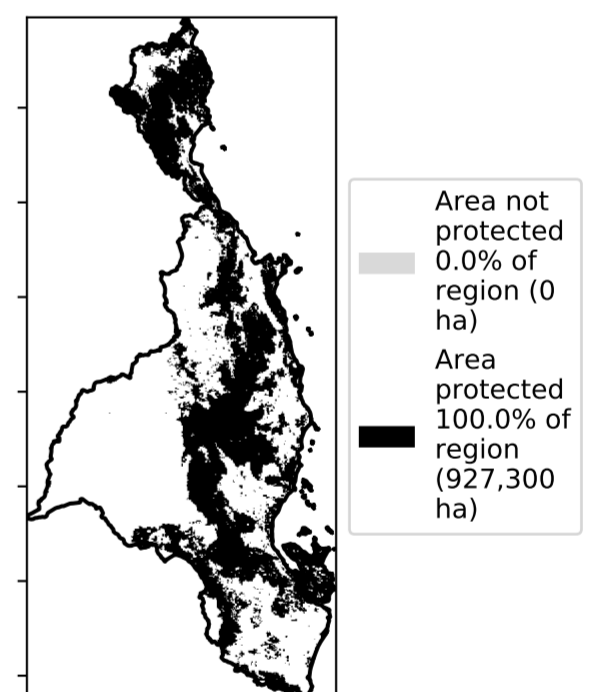 Area not
protected
0.0% of
region (0
ha)
Area
protected
100.0% of
region
(927,300
ha)